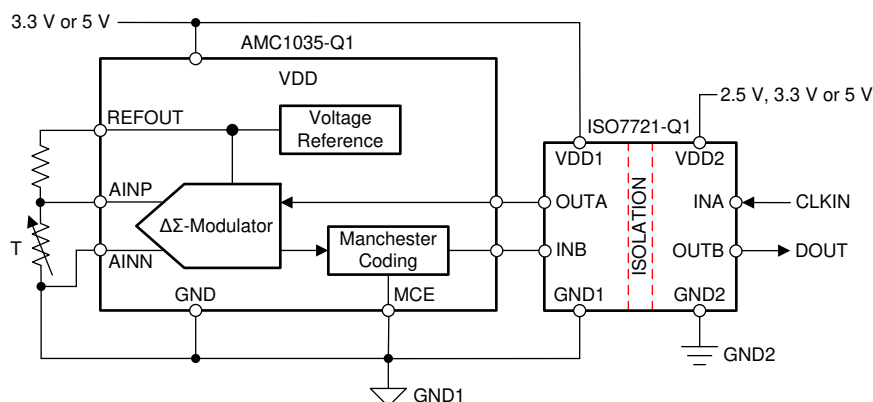 3.3 V or 5 V
AMC1035-Q1
VDD
2.5 V, 3.3 V or 5 V
REFOUT
Voltage
Reference
ISO7721-Q1
VDD1
VDD2
AINP
OUTA
INA
CLKIN
ΔΣ-Modulator
ISOLATION
T
Manchester
Coding
AINN
INB
OUTB
DOUT
GND
MCE
GND1
GND2
GND2
GND1